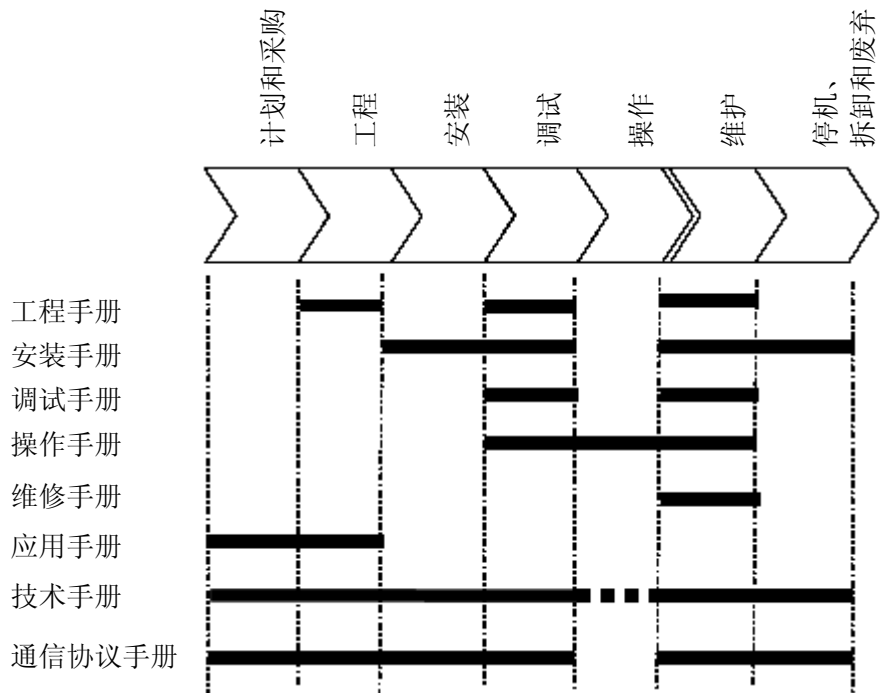 计划和采购
工程
安装
调试
操作
维护
停机、
拆卸和废弃
工程手册
安装手册
调试手册
操作手册
维修手册
应用手册
技术手册
通信协议手册